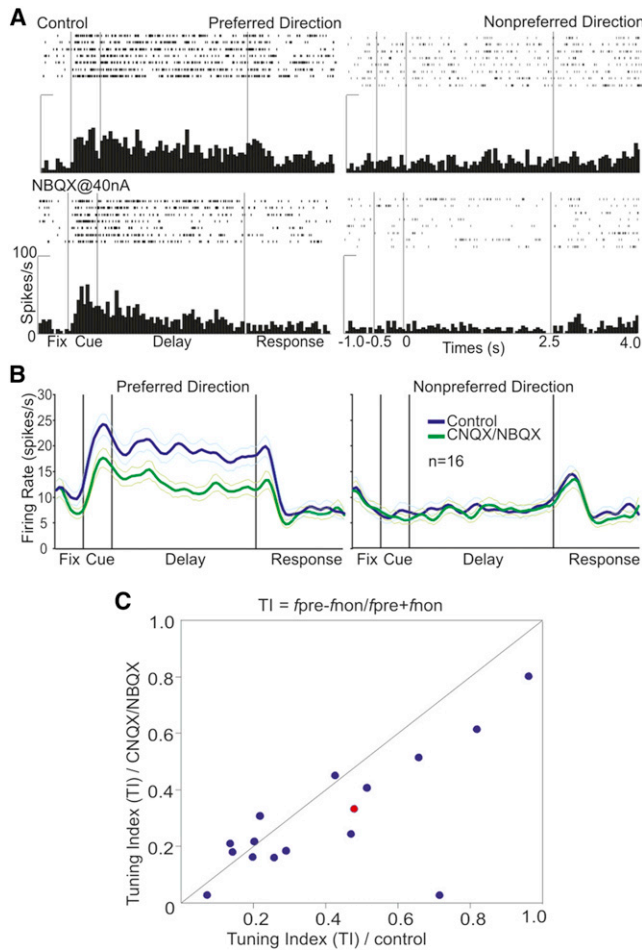 A
Control
Preferred Direction
Nonpreferred Direction
NBQX@40nA
100
Spikes/s
0
Fix Cue Delay Response
-1.0 -0.5 0 2.5 4.0
Times (s)
B
Preferred Direction
Nonpreferred Direction
Firing Rate (spikes/s)
30
25
20
15
10
5
0
Control
CNQX/NBQX
n=16
Fix Cue Delay Response
Fix Cue Delay Response
C
TI = fpre-fnon/fpre+fnon
Tuning Index (TI) / CNQX/NBQX
1.0
0.8
0.6
0.4
0.2
0
0.2 0.4 0.6 0.8 1.0
Tuning Index (TI) / control